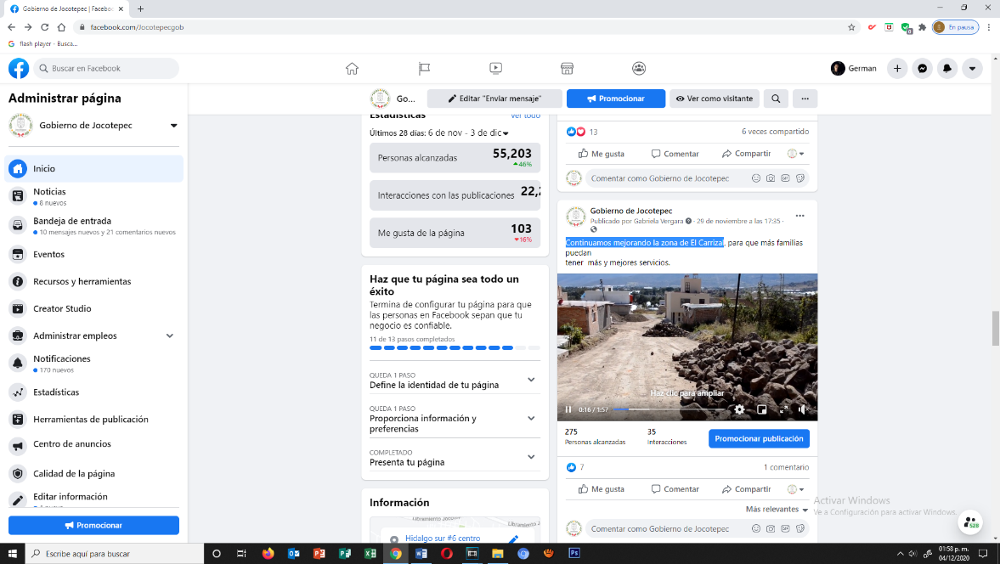 Gobierno de Jocotepec | Facebo
facebook.com/Jocotepecgob
En pausa
flash player - Busca...
Buscar en Facebook
German
Administrar página
Gobierno de Jocotepec
Inicio
Noticias
6 nuevos
Bandeja de entrada
10 mensajes nuevos y 21 comentarios nuevos
Eventos
Recursos y herramientas
Creator Studio
Administrar empleos
Notificaciones
170 nuevos
Estadísticas
Herramientas de publicación
Centro de anuncios
Calidad de la página
Editar información
Promocionar
Go...
Editar "Enviar mensaje"
Promocionar
Ver como visitante
Estadísticas
Ver todo
Últimos 28 días: 6 de nov - 3 de dic
Personas alcanzadas
55,203
46%
Interacciones con las publicaciones
22,
Me gusta de la página
103
16%
Haz que tu página sea todo un
éxito
Termina de configurar tu página para que
las personas en Facebook sepan que tu
negocio es confiable.
11 de 13 pasos completados
QUEDA 1 PASO
Define la identidad de tu página
QUEDA 1 PASO
Proporciona información y
preferencias
COMPLETADO
Presenta tu página
Información
Libramiento Jocotep
Libramiento
Hidalgo sur #6 centro
13
6 veces compartido
Me gusta
Comentar
Compartir
Comentar como Gobierno de Jocotepec
Gobierno de Jocotepec
Publicado por Gabriela Vergara · 29 de noviembre a las 17:35 ·
Continuamos mejorando la zona de El Carrizal, para que más familias
puedan
tener más y mejores servicios.
Haz clic para ampliar
0:16 / 1:57
275
Personas alcanzadas
35
Interacciones
Promocionar publicación
7
1 comentario
Me gusta
Comentar
Compartir
Más relevantes
Comentar como Gobierno de Jocotepec
Activar Windows
Ve a Configuración para activar Windows.
528
Escribe aquí para buscar
01:58 p. m.
04/12/2020